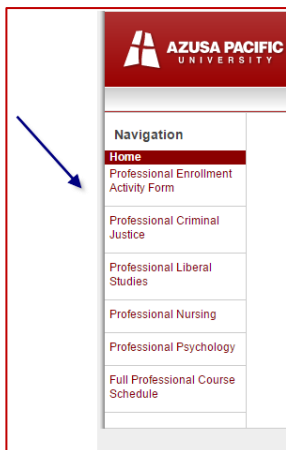 AZUSA PACIFIC
UNIVERSITY
Navigation
Home
Professional Enrollment
Activity Form
Professional Criminal
Justice
Professional Liberal
Studies
Professional Nursing
Professional Psychology
Full Professional Course
Schedule